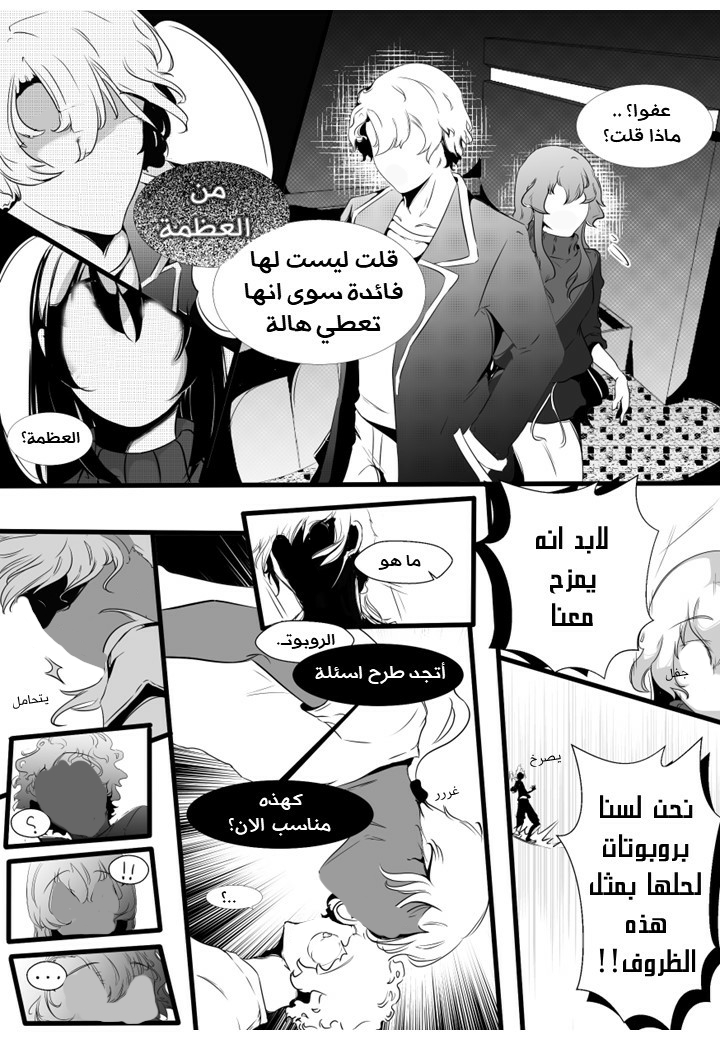 عفوا؟ ..
ماذا قلت؟
قلت ليست لها
فائدة سوى انها
تعطي هالة
من
العظمة
العظمة؟
لابد انه
يمزح
معنا
جفل
يصرخ
نحن لسنا
بروبوتات
لحلها بمثل
هذه
الظروف!!
ما هو
الروبوتـ.
أتجد طرح اسئلة
كهذه
مناسب الان؟
غررر
..؟
يتحامل
؟
!!
...